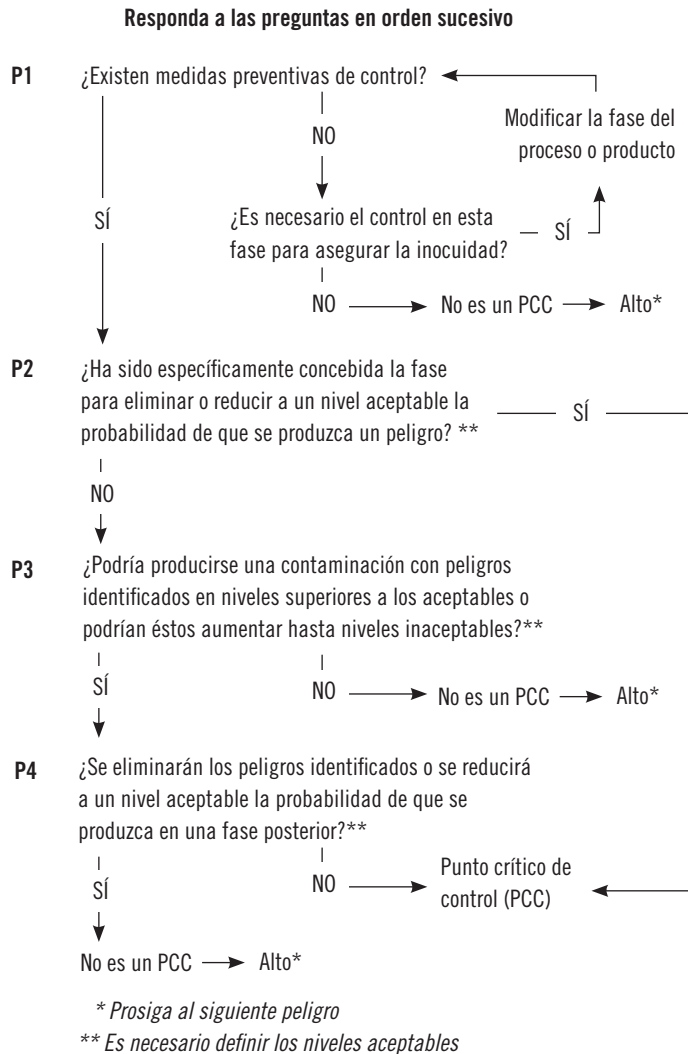 Responda a las preguntas en orden sucesivo
P1 ¿Existen medidas preventivas de control?
Modificar la fase del
proceso o producto
NO
SÍ
¿Es necesario el control en esta
fase para asegurar la inocuidad?
SÍ
NO
No es un PCC
Alto*
P2 ¿Ha sido específicamente concebida la fase
para eliminar o reducir a un nivel aceptable la
probabilidad de que se produzca un peligro? **
SÍ
NO
P3 ¿Podría producirse una contaminación con peligros
identificados en niveles superiores a los aceptables o
podrían éstos aumentar hasta niveles inaceptables?**
SÍ
NO
No es un PCC
Alto*
P4 ¿Se eliminarán los peligros identificados o se reducirá
a un nivel aceptable la probabilidad de que se
produzca en una fase posterior?**
SÍ
NO
Punto crítico de
control (PCC)
No es un PCC
Alto*
* Prosiga al siguiente peligro
** Es necesario definir los niveles aceptables